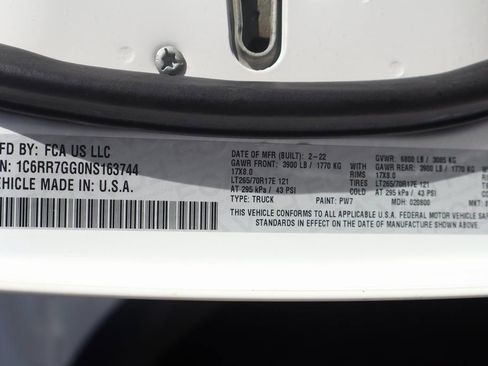 MFD BY: FCA US LLC
N: 1C6RR7GG0NS163744
VEHICLE MADE IN: U.S.A.
DATE OF MFR (BUILT): 2-22
GAWR FRONT: 3900 LB / 1770 KG WITH
17X8.0 RIMS
LT265/70R17E 121
AT 295 kPa / 43 PSI COLD
TYPE: TRUCK PAINT: PW7
GVWR: 6800 LB / 3085 KG
GAWR REAR: 3900 LB / 1770 KG
17X8.0
LT265/70R17E 121
AT 295 kPa / 43 PSI
MDH: 020800 MKT:
THIS VEHICLE CONFORMS TO ALL APPLICABLE U.S.A. FEDERAL MOTOR VEHICLE SAFETY
STANDARDS IN EFFECT ON THE DATE OF MANUFACTURE SHOWN ABOVE